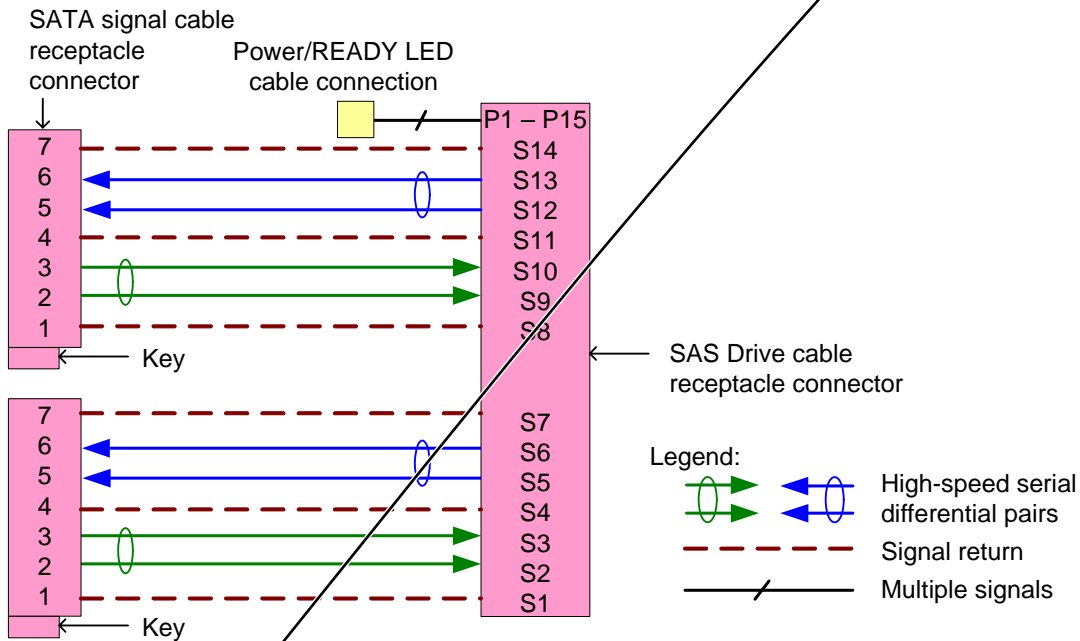 SATA signal cable
receptacle
connector
Power/READY LED
cable connection
P1 – P15
7
S14
6
S13
5
S12
4
S11
3
S10
2
S9
1
S8
Key
SAS Drive cable
receptacle connector
7
S7
6
S6
5
S5
4
S4
3
S3
2
S2
1
S1
Key
Legend:
High-speed serial
differential pairs
Signal return
Multiple signals